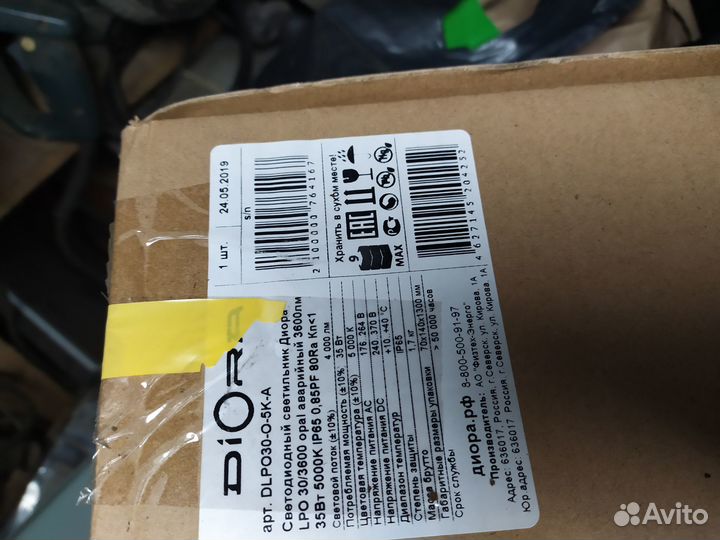 DiORA
24.05.2019
1 шт.
s/n
2 100000 764167
Хранить в сухом месте!
9
MAX
EAC
Hg
4 627145 204252
арт. DLPO30-O-5K-A
Светодиодный светильник Диора
LPO 30/3600 opal аварийный 3600лм
35Вт 5000K IP65 0,85PF 80Ra Кп<1
Световой поток (±10%) 4 000 лм
Потребляемая мощность (±10%) 35 Вт
Цветовая температура (±10%) 5 000 К
Напряжение питания AC 176..264 В
Напряжение питания DC 240..370 В
Диапазон температур +10..+40 °C
Степень защиты IP65
Масса брутто 1,7 кг
Габаритные размеры упаковки 70x140x1300 мм
Срок службы > 50 000 часов
диора.рф 8-800-500-91-97
*Производитель: АО "Физтех-Энерго"
Адрес: 636017, Россия, г.Северск, ул. Кирова, 1А
Юр адрес: 636017 Россия, г.Северск, ул. Кирова, 1А
Avito